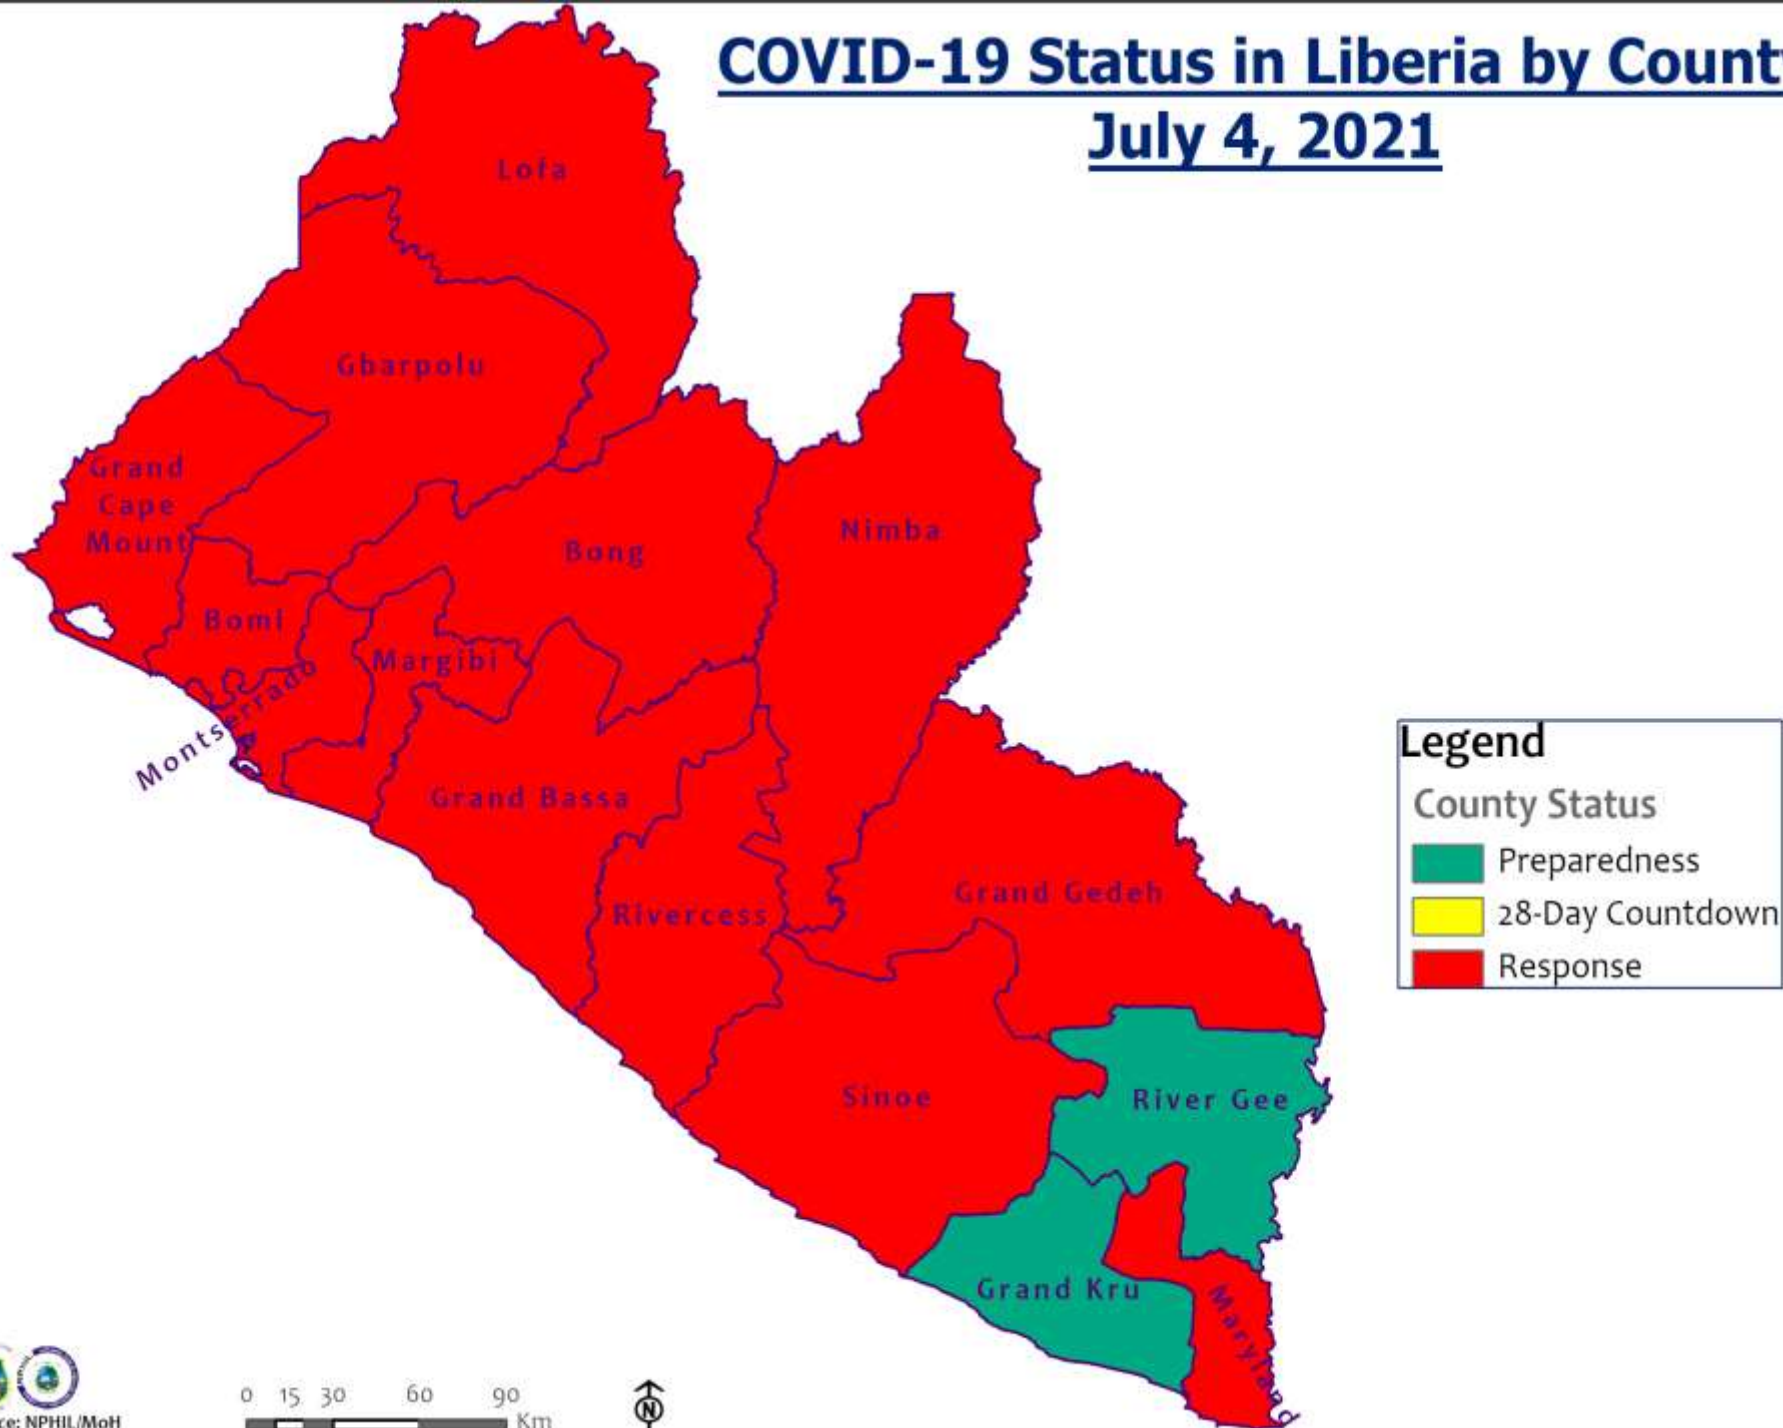 COVID-19 Status in Liberia by County
July 4, 2021
Lofa
Gbarpolu
Grand
Cape
Mount
Bong
Nimba
Bomi
Margibi
Montserrado
Grand Bassa
Rivercess
Grand Gedeh
Sinoe
River Gee
Grand Kru
Maryland
Legend
County Status
Preparedness
28-Day Countdown
Response
NPHIL/MoH
0 15 30 60 90
Km
N